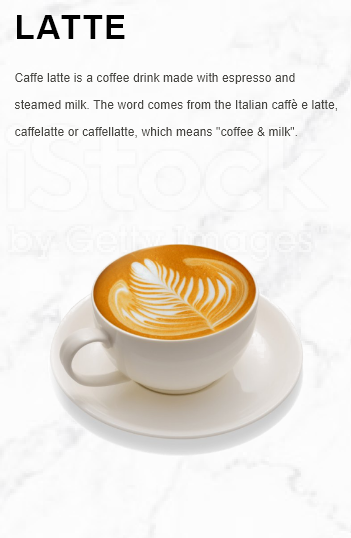 LATTE
Caffe latte is a coffee drink made with espresso and
steamed milk. The word comes from the Italian caffè e latte,
caffelatte or caffellatte, which means "coffee & milk".
iStock
by Getty Images™